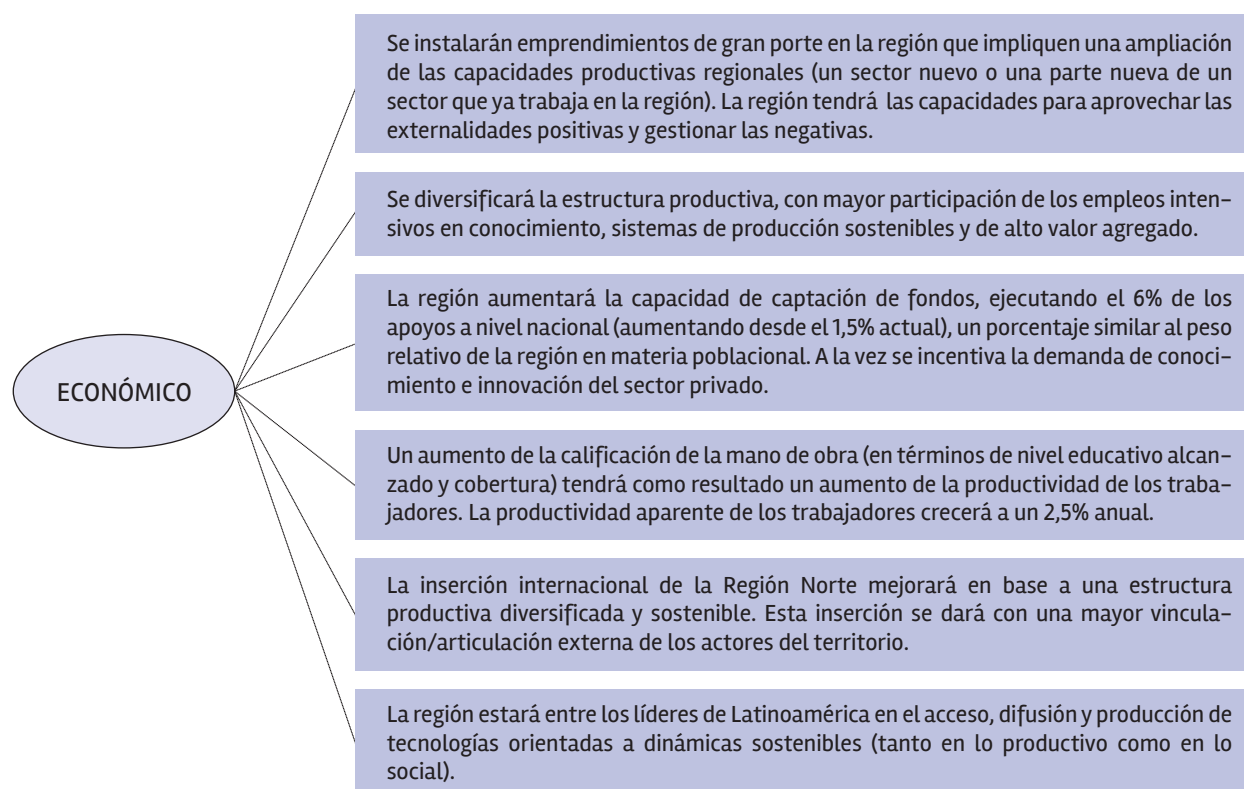 Se instalarán emprendimientos de gran porte en la región que impliquen una ampliación
de las capacidades productivas regionales (un sector nuevo o una parte nueva de un
sector que ya trabaja en la región). La región tendrá las capacidades para aprovechar las
externalidades positivas y gestionar las negativas.
Se diversificará la estructura productiva, con mayor participación de los empleos inten-
sivos en conocimiento, sistemas de producción sostenibles y de alto valor agregado.
La región aumentará la capacidad de captación de fondos, ejecutando el 6% de los
apoyos a nivel nacional (aumentando desde el 1,5% actual), un porcentaje similar al peso
relativo de la región en materia poblacional. A la vez se incentiva la demanda de conoci-
miento e innovación del sector privado.
ECONÓMICO
Un aumento de la calificación de la mano de obra (en términos de nivel educativo alcan-
zado y cobertura) tendrá como resultado un aumento de la productividad de los traba-
jadores. La productividad aparente de los trabajadores crecerá a un 2,5% anual.
La inserción internacional de la Región Norte mejorará en base a una estructura
productiva diversificada y sostenible. Esta inserción se dará con una mayor vincula-
ción/articulación externa de los actores del territorio.
La región estará entre los líderes de Latinoamérica en el acceso, difusión y producción de
tecnologías orientadas a dinámicas sostenibles (tanto en lo productivo como en lo
social).